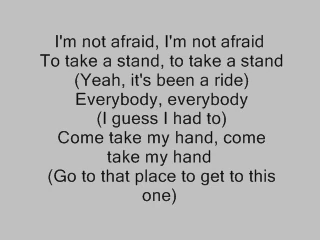 I'm not afraid, I'm not afraid
To take a stand, to take a stand
(Yeah, it's been a ride)
Everybody, everybody
(I guess I had to)
Come take my hand, come
take my hand
(Go to that place to get to this
one)